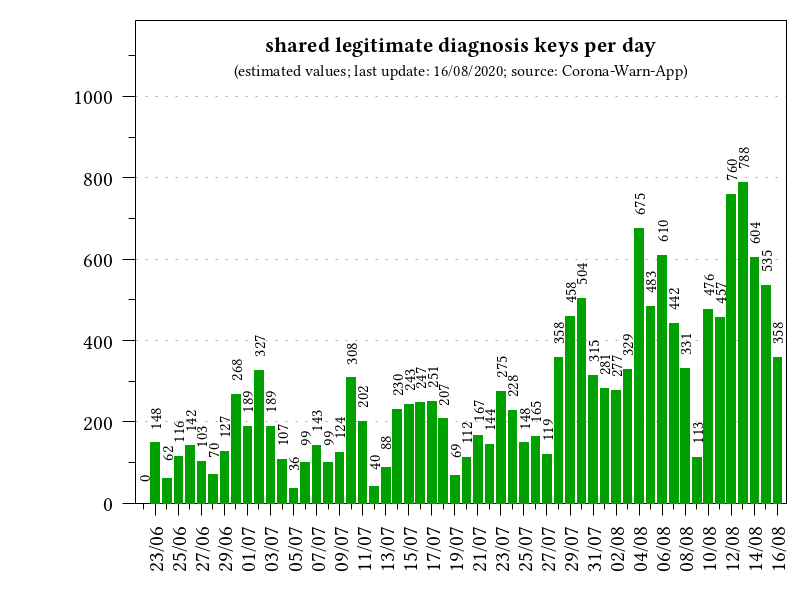 shared legitimate diagnosis keys per day
(estimated values; last update: 16/08/2020; source: Corona-Warn-App)
1000
800
600
400
200
0
0 148 62 116 142 103 70 127 268 189 327 189 107 36 99 143 99 124 308 202 40 88 230 243 247 251 207 69 112 167 144 275 228 148 165 119 358 458 504 315 281 277 329 675 483 610 442 331 113 476 457 760 788 604 535 358
23/06 25/06 27/06 29/06 01/07 03/07 05/07 07/07 09/07 11/07 13/07 15/07 17/07 19/07 21/07 23/07 25/07 27/07 29/07 31/07 02/08 04/08 06/08 08/08 10/08 12/08 14/08 16/08